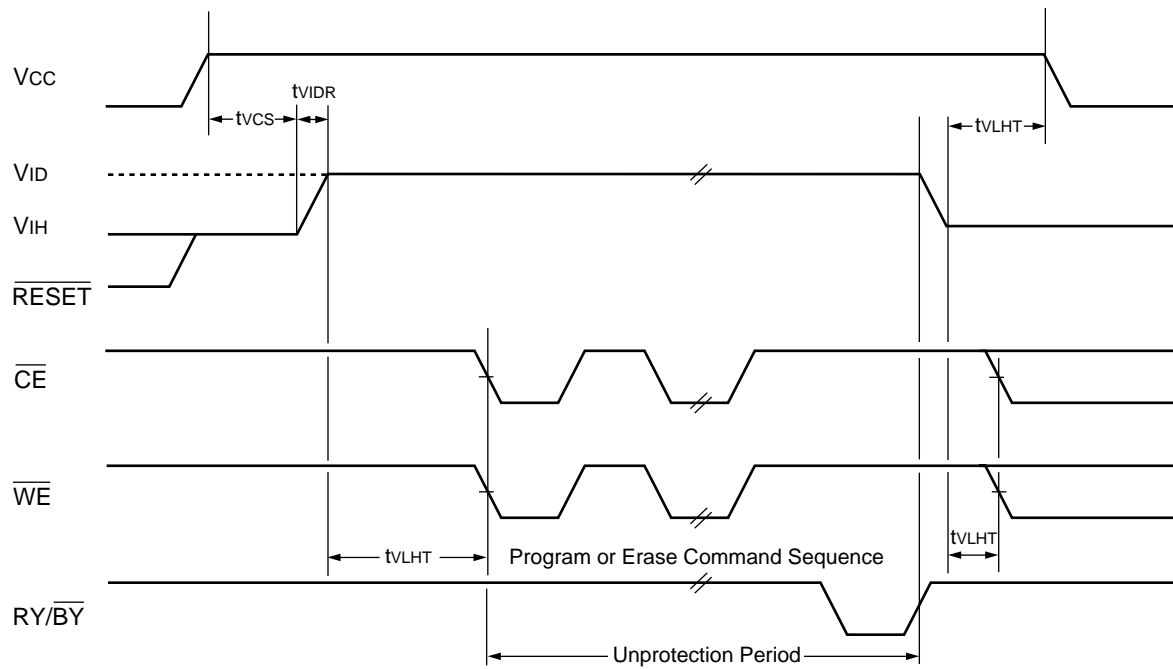 VCC
tVIDR
tVCS
tVLHT
VID
VIH
RESET
CE
WE
tVLHT
Program or Erase Command Sequence
tVLHT
RY/BY
Unprotection Period